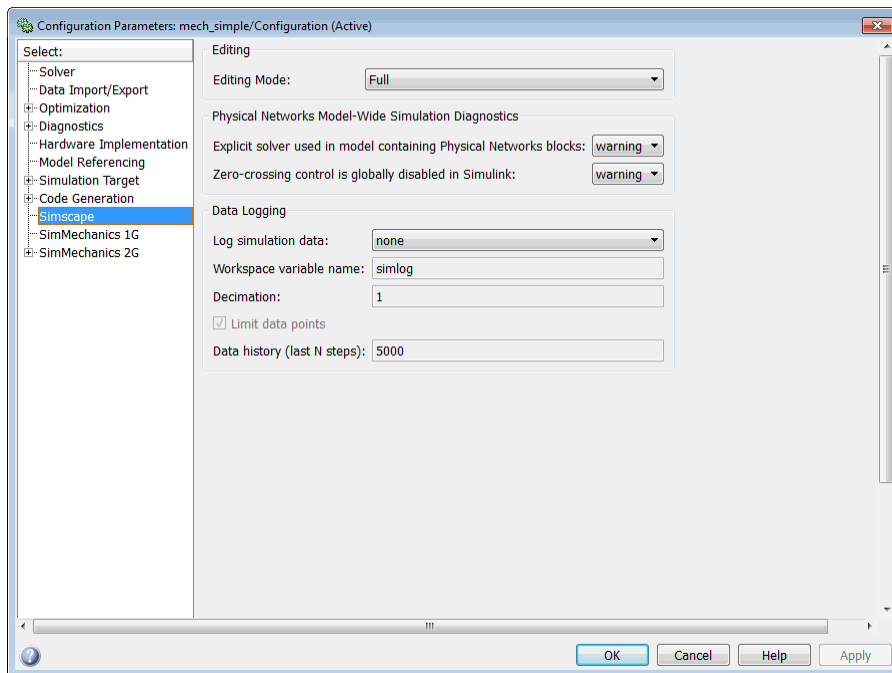 Configuration Parameters: mech_simple/Configuration (Active)
Select:
Solver
Data Import/Export
Optimization
Diagnostics
Hardware Implementation
Model Referencing
Simulation Target
Code Generation
Simscape
SimMechanics 1G
SimMechanics 2G
Editing
Editing Mode: Full
Physical Networks Model-Wide Simulation Diagnostics
Explicit solver used in model containing Physical Networks blocks: warning
Zero-crossing control is globally disabled in Simulink: warning
Data Logging
Log simulation data: none
Workspace variable name: simlog
Decimation: 1
Limit data points
Data history (last N steps): 5000
OK Cancel Help Apply